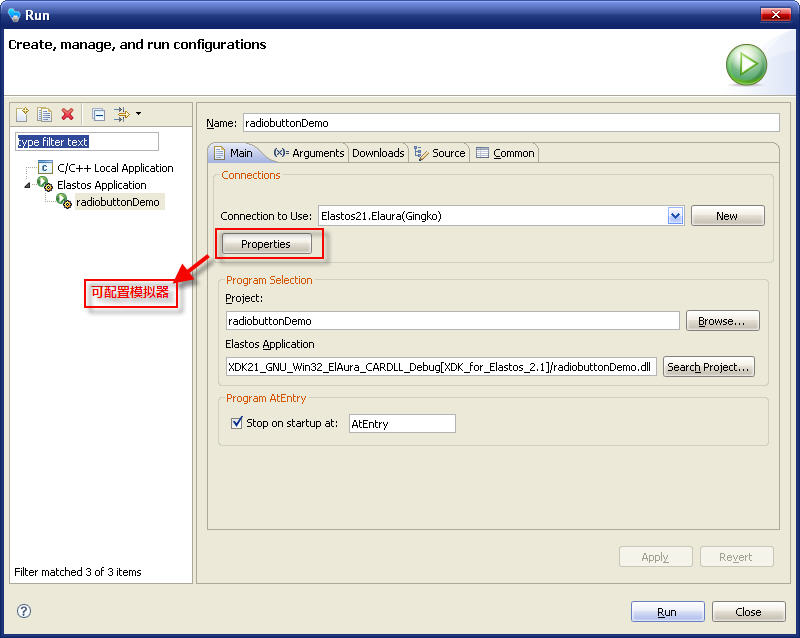 Run
Create, manage, and run configurations
type filter text
C/C++ Local Application
Elastos Application
radiobuttonDemo
Filter matched 3 of 3 items
Name: radiobuttonDemo
Main (x)= Arguments Downloads Source Common
Connections
Connection to Use: Elastos21.Elaura(Gingko) New
Properties
可配置模拟器
Program Selection
Project:
radiobuttonDemo Browse...
Elastos Application
XDK21_GNU_Win32_ElAura_CARDLL_Debug[XDK_for_Elastos_2.1]/radiobuttonDemo.dll Search Project...
Program AtEntry
Stop on startup at: AtEntry
Apply Revert
Run Close